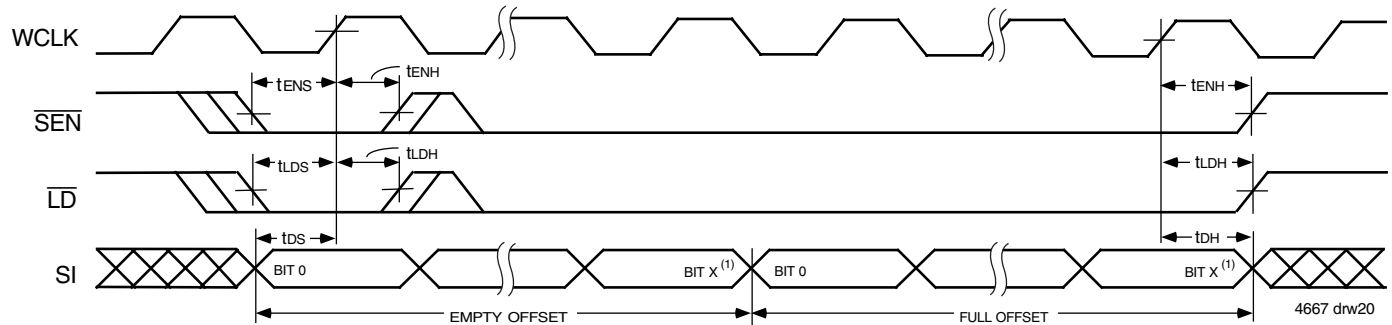 WCLK
tENS
tENH
tENH
SEN
tLDS
tLDH
tLDH
LD
tDS
tDH
SI
BIT 0
BIT X (1)
BIT 0
BIT X (1)
4667 drw20
EMPTY OFFSET
FULL OFFSET